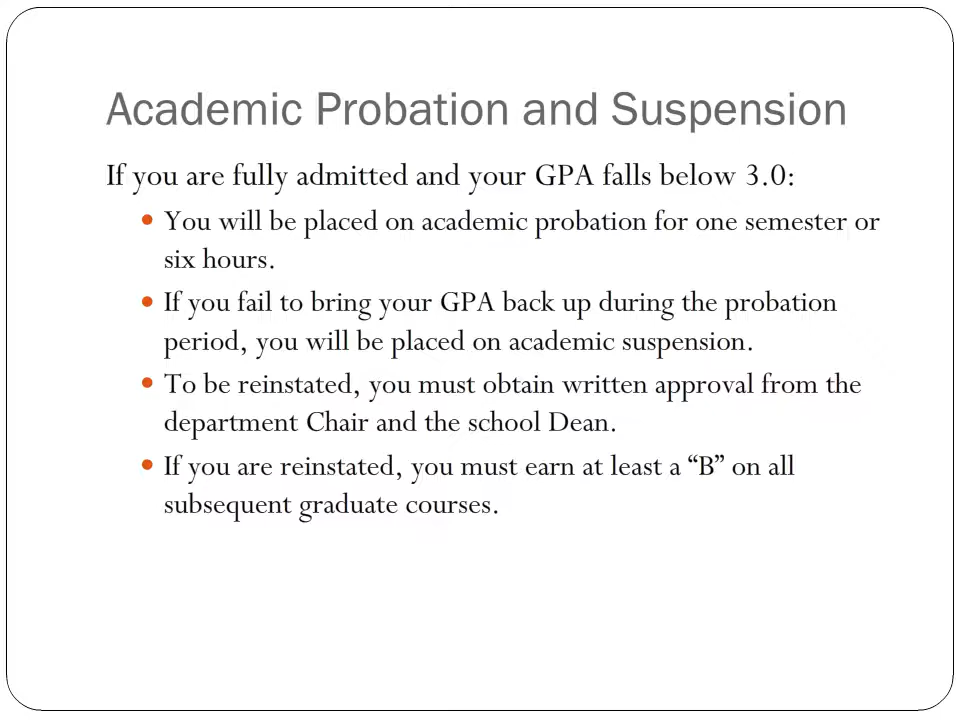 Academic Probation and Suspension
If you are fully admitted and your GPA falls below 3.0:
• You will be placed on academic probation for one semester or
six hours.
• If you fail to bring your GPA back up during the probation
period, you will be placed on academic suspension.
• To be reinstated, you must obtain written approval from the
department Chair and the school Dean.
• If you are reinstated, you must earn at least a “B” on all
subsequent graduate courses.